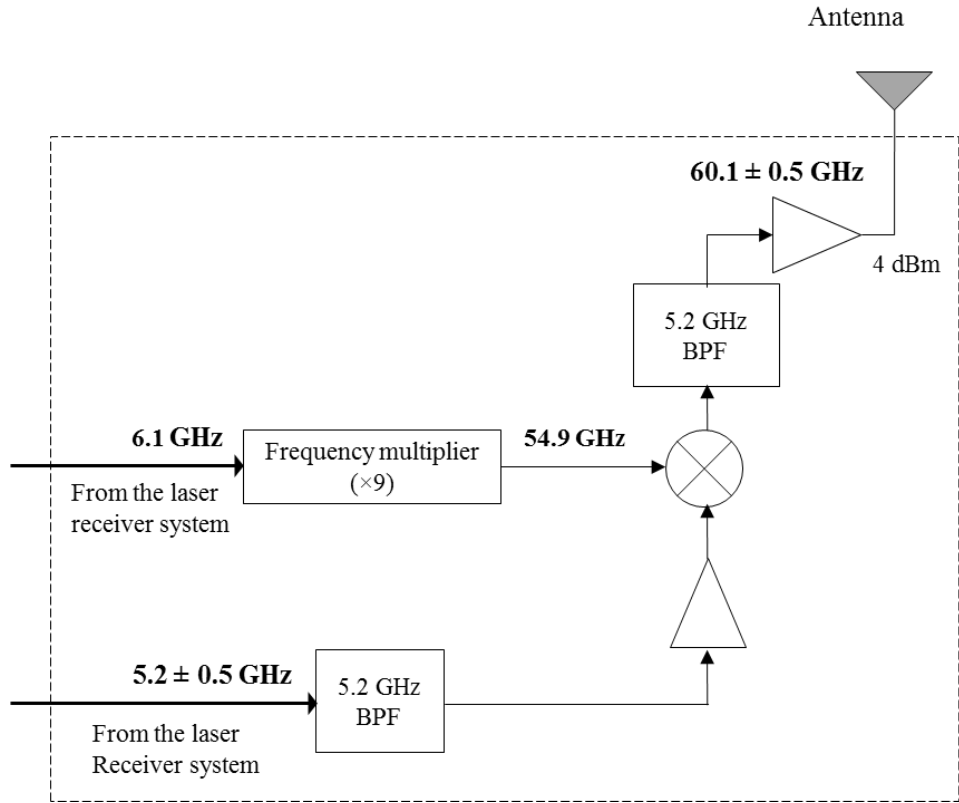 Antenna
60.1 ± 0.5 GHz
4 dBm
5.2 GHz
BPF
6.1 GHz
Frequency multiplier
(×9)
54.9 GHz
From the laser
receiver system
5.2 ± 0.5 GHz
5.2 GHz
BPF
From the laser
Receiver system